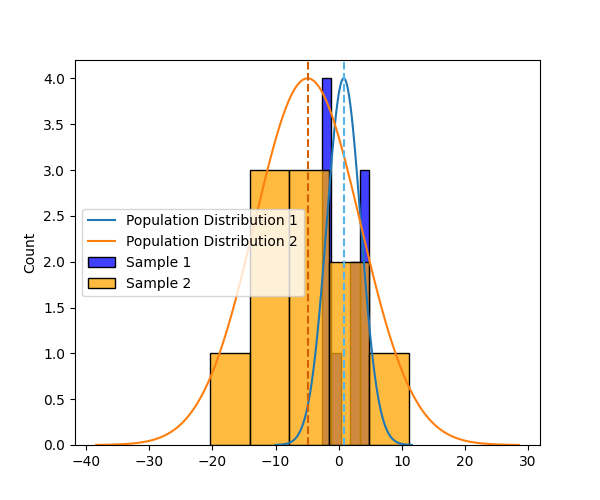 4.0
3.5
3.0
2.5
2.0
1.5
1.0
0.5
0.0
Count
Population Distribution 1
Population Distribution 2
Sample 1
Sample 2
−40 −30 −20 −10 0 10 20 30